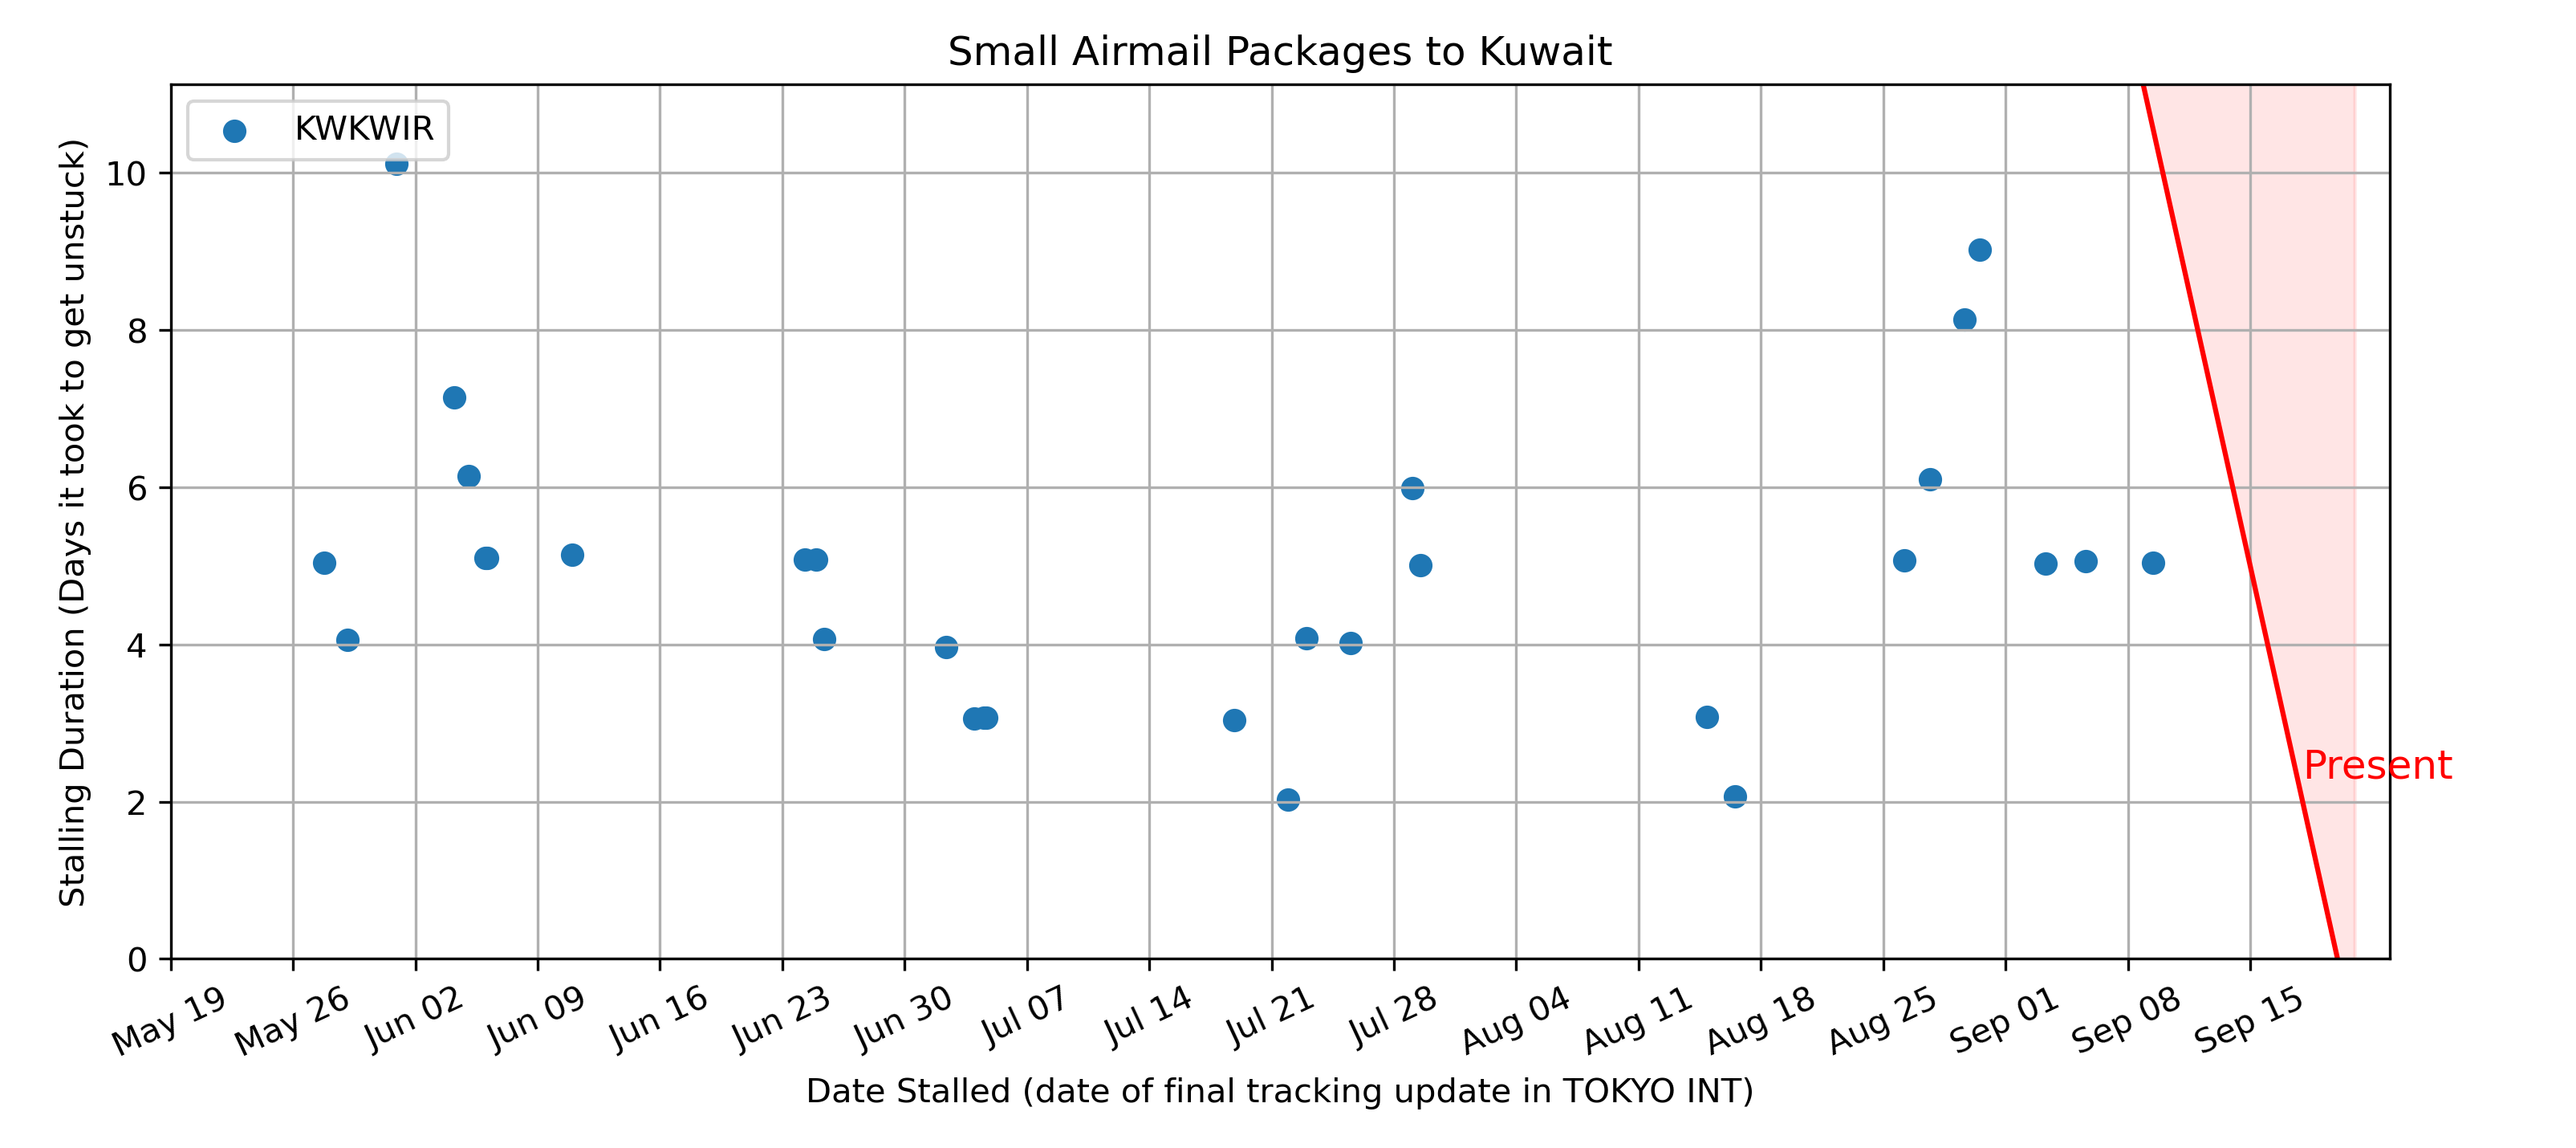 Small Airmail Packages to Kuwait
KWKWIR
Stalling Duration (Days it took to get unstuck)
10
8
6
4
2
0
Present
May 19
May 26
Jun 02
Jun 09
Jun 16
Jun 23
Jun 30
Jul 07
Jul 14
Jul 21
Jul 28
Aug 04
Aug 11
Aug 18
Aug 25
Sep 01
Sep 08
Sep 15
Date Stalled (date of final tracking update in TOKYO INT)